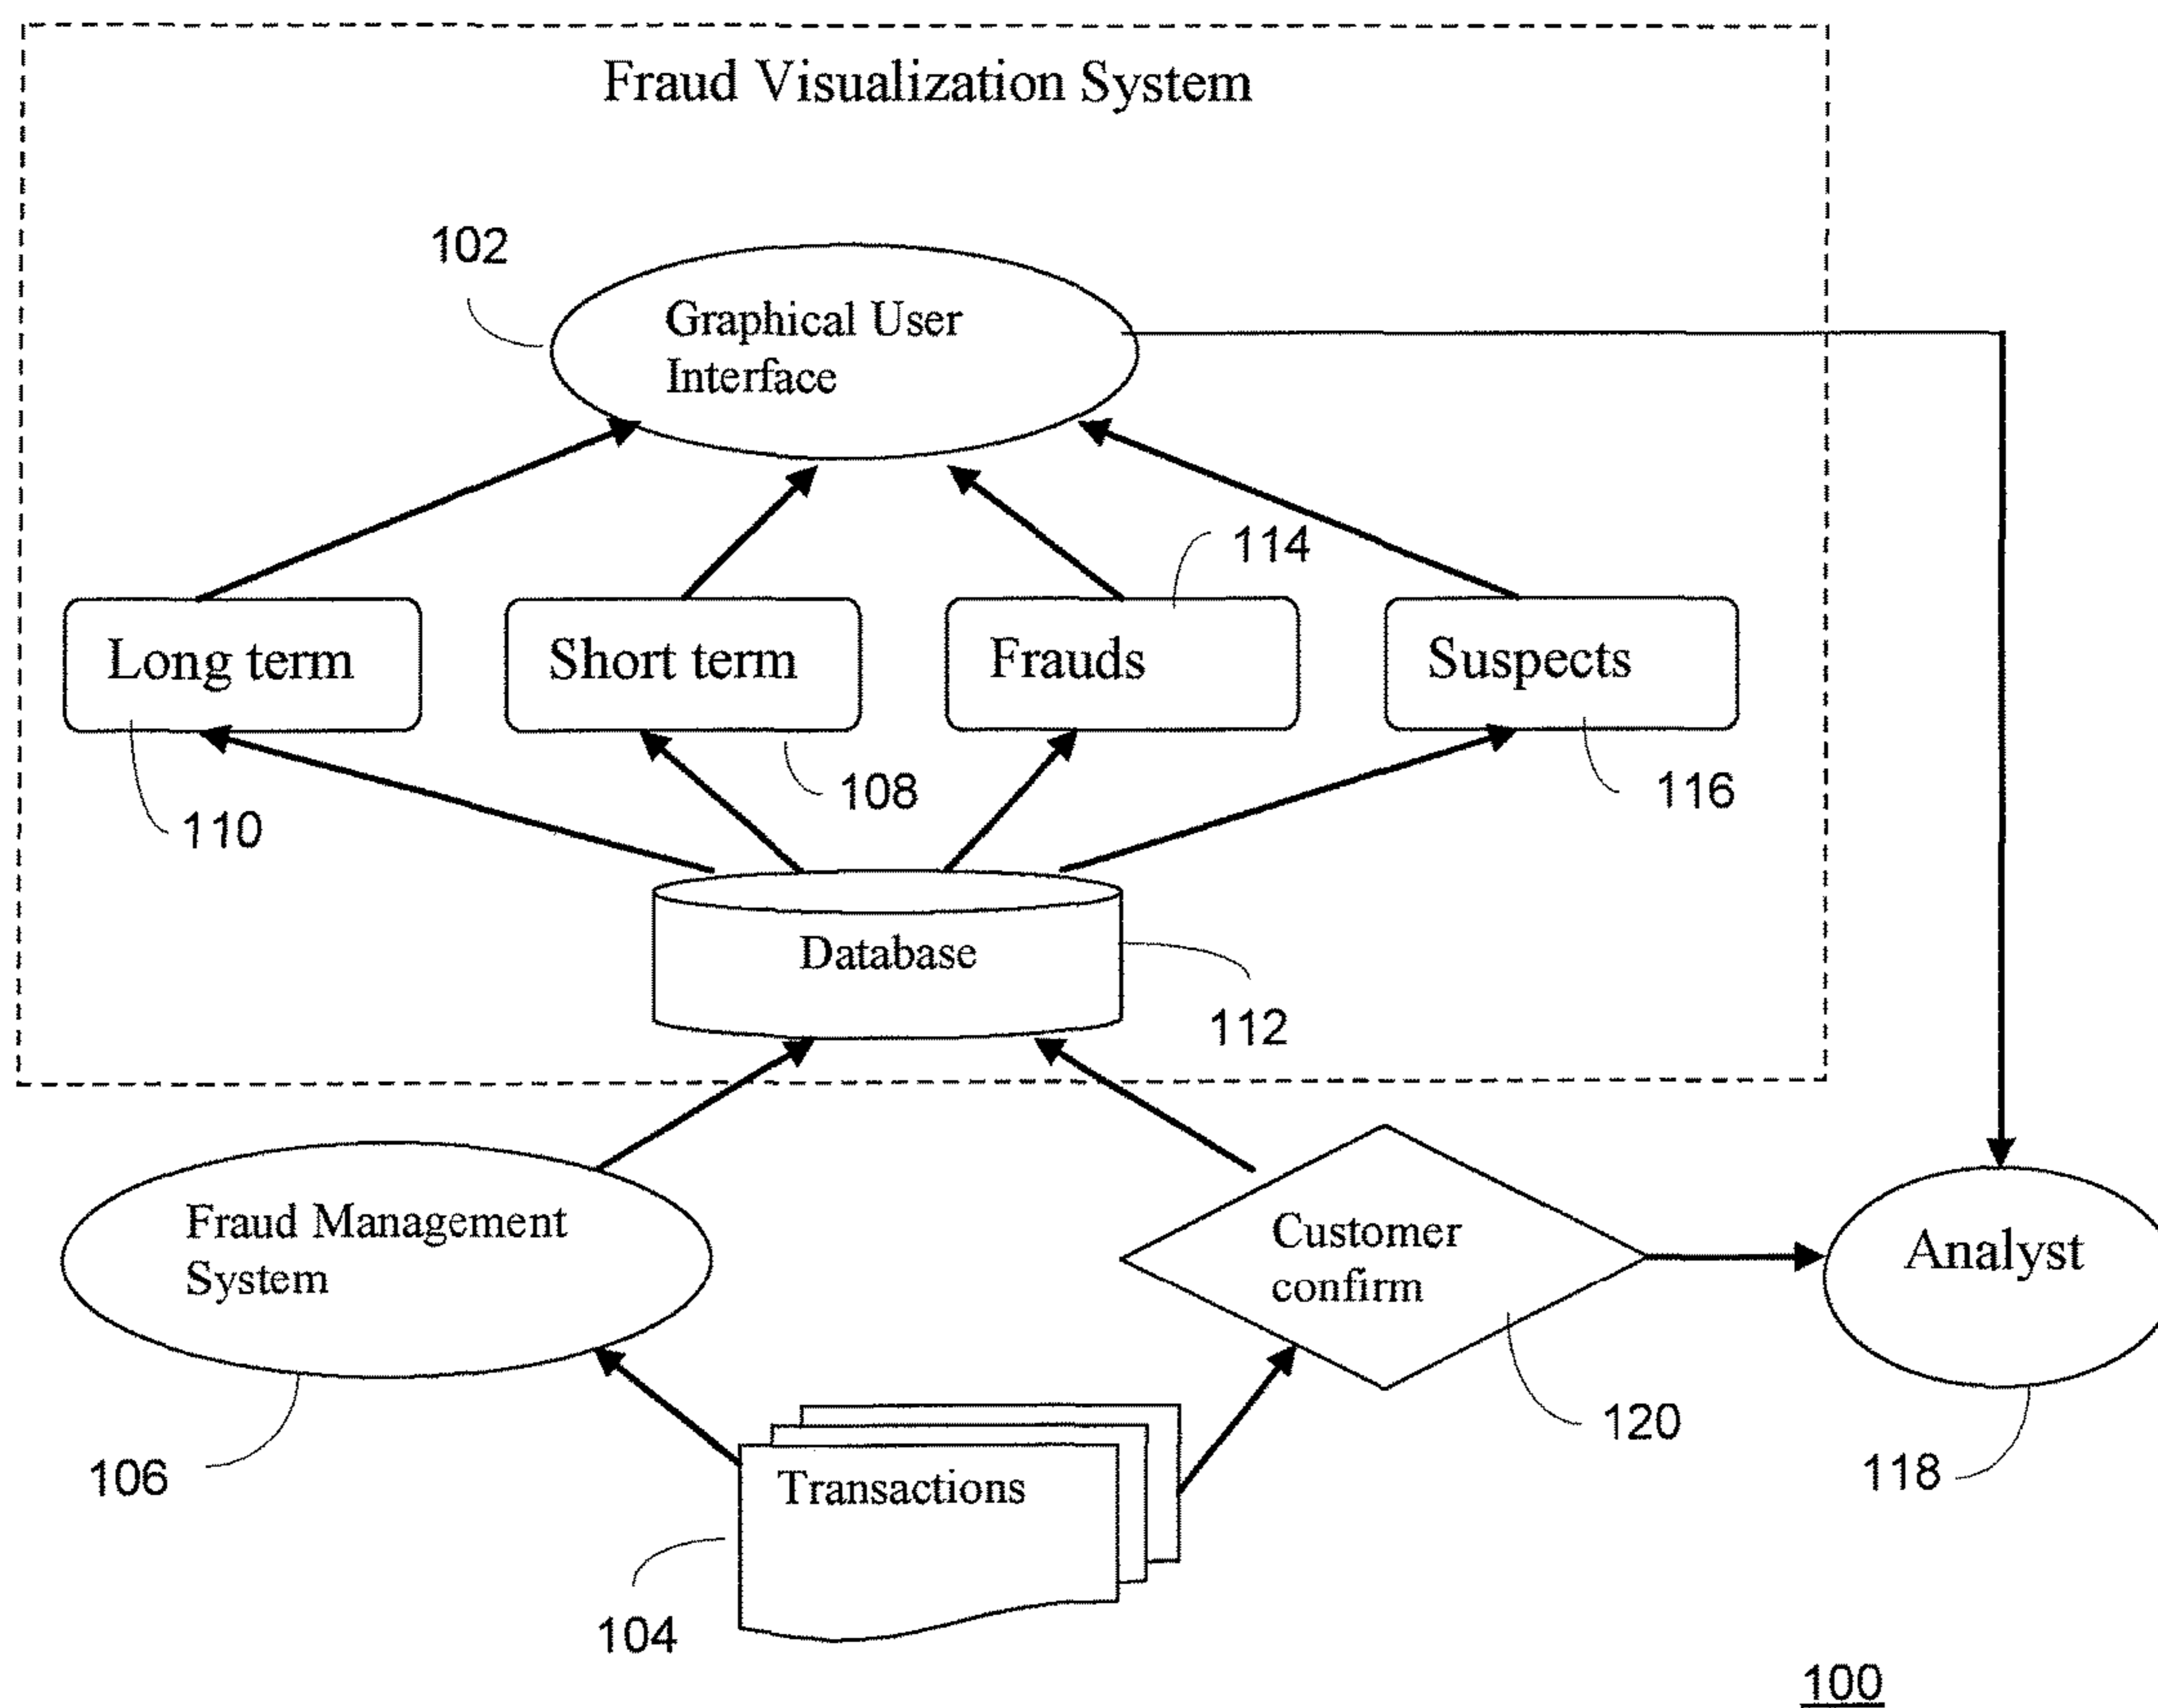 Fraud Visualization System
102
Graphical User
Interface
114
Long term
Short term
Frauds
Suspects
108
116
110
Database
112
Fraud Management
System
Customer
confirm
Analyst
120
106
118
Transactions
104
100